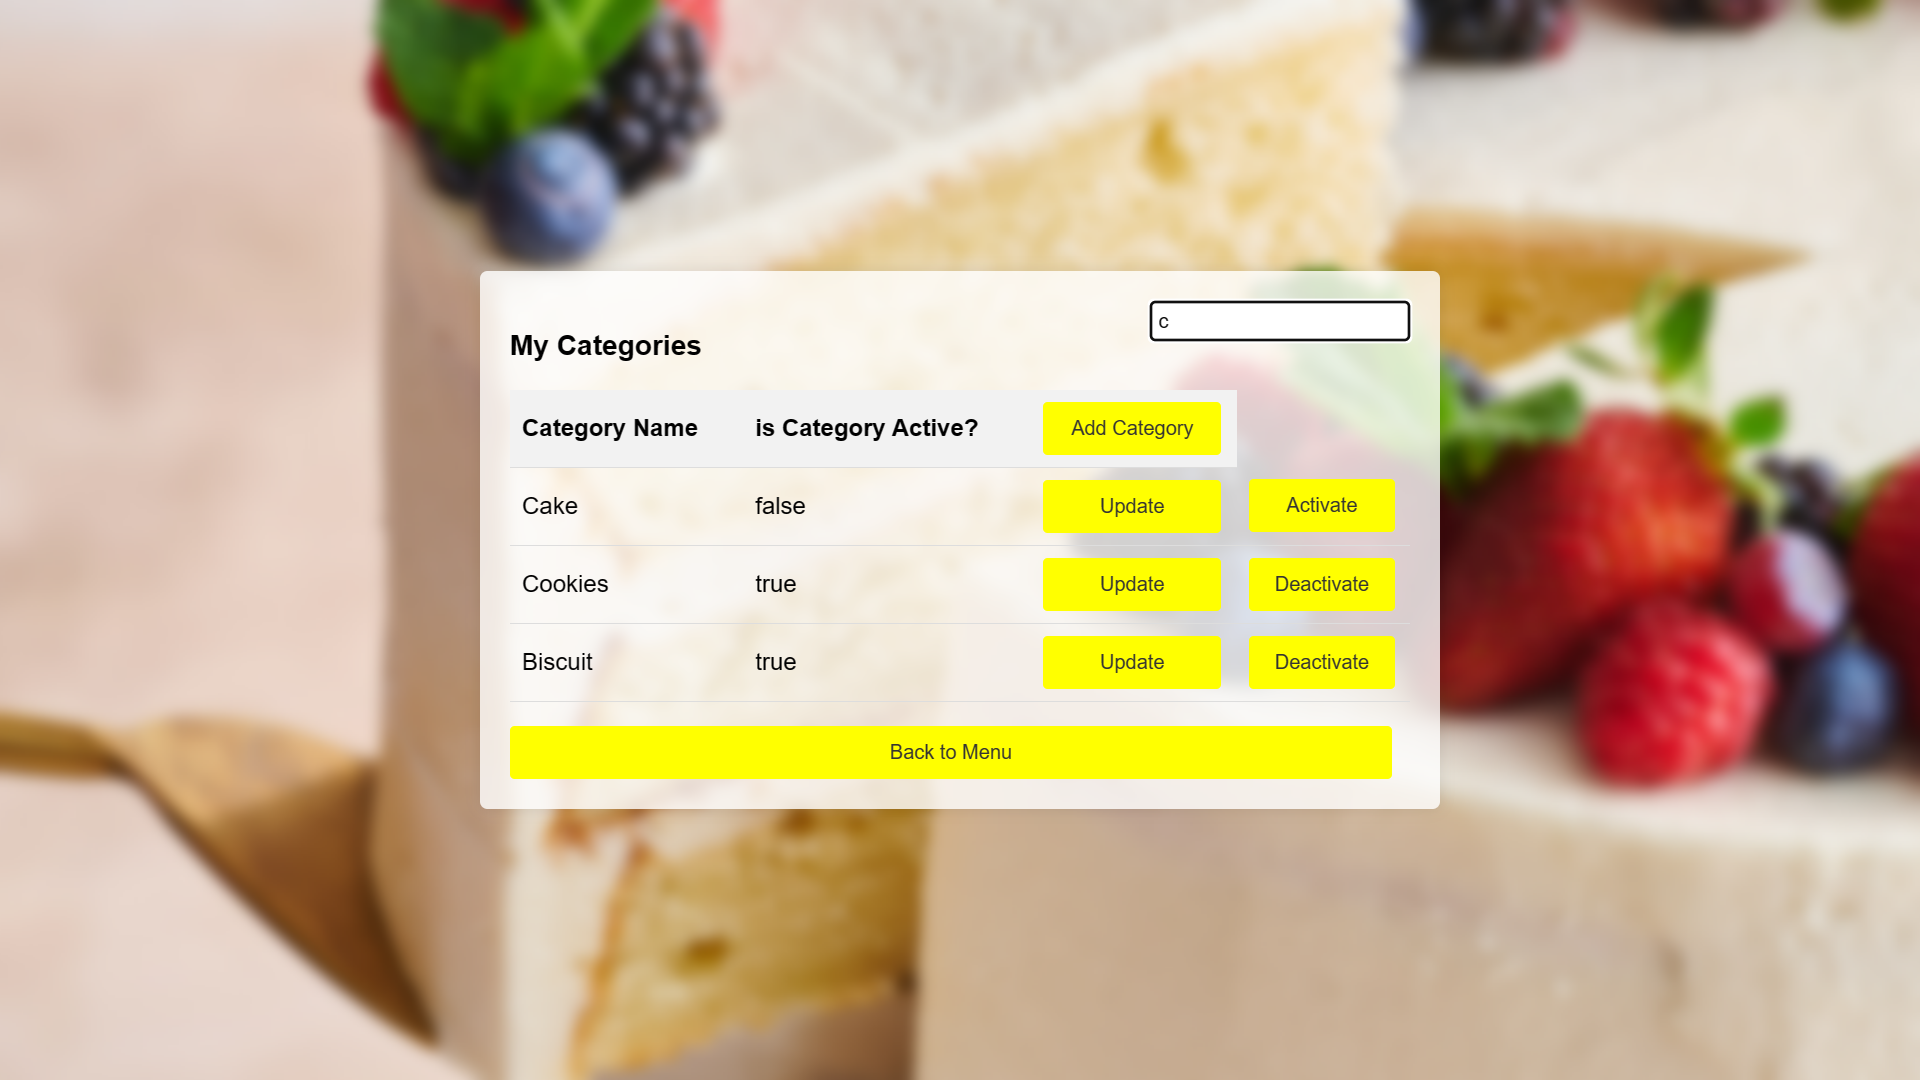 c
My Categories
Category Name is Category Active? Add Category
Cake false Update Activate
Cookies true Update Deactivate
Biscuit true Update Deactivate
Back to Menu